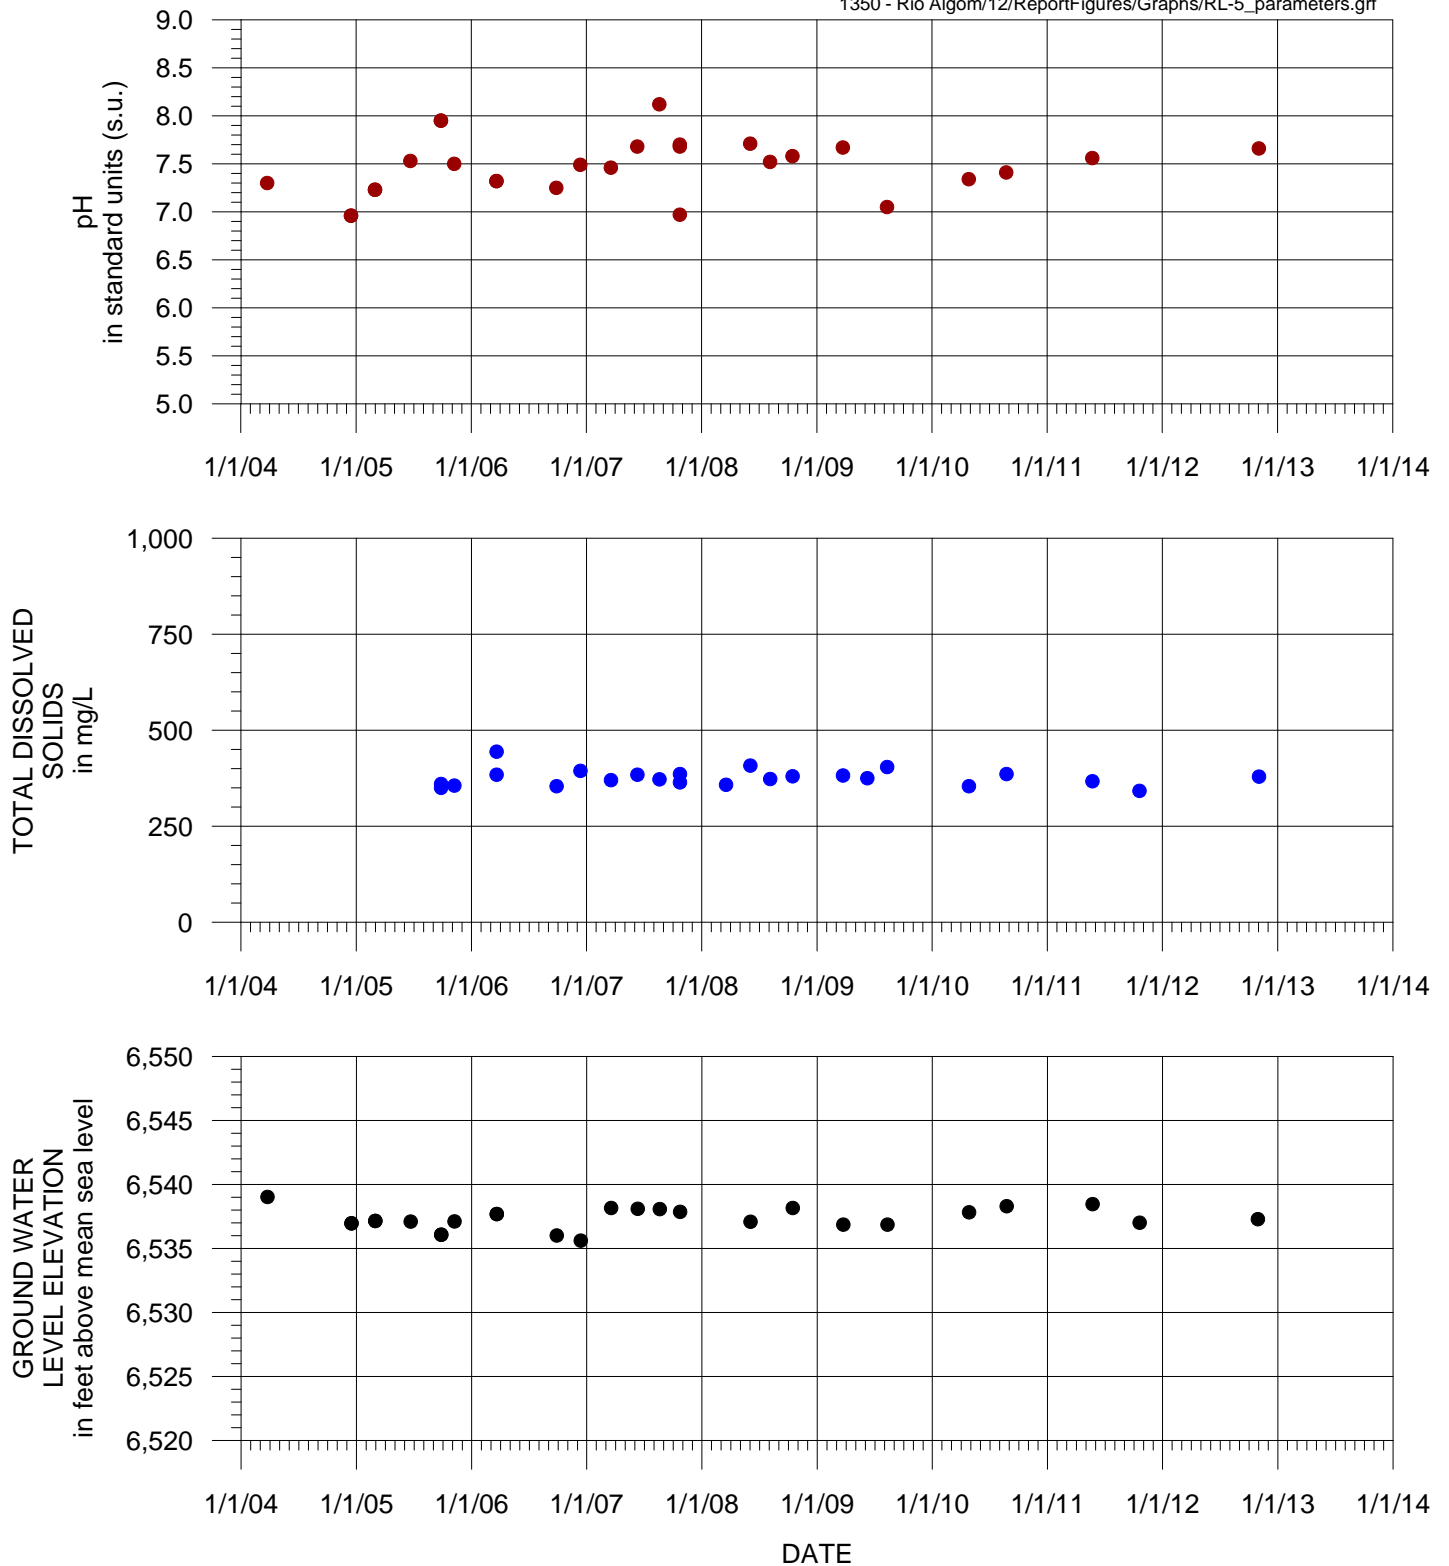 1350 - Rio Algom/12/ReportFigures/Graphs/RL-5_parameters.grf
9.0
8.5
8.0
7.5
7.0
6.5
6.0
5.5
5.0
pH
in standard units (s.u.)
1/1/04 1/1/05 1/1/06 1/1/07 1/1/08 1/1/09 1/1/10 1/1/11 1/1/12 1/1/13 1/1/14
1,000
750
500
250
0
TOTAL DISSOLVED
SOLIDS
in mg/L
1/1/04 1/1/05 1/1/06 1/1/07 1/1/08 1/1/09 1/1/10 1/1/11 1/1/12 1/1/13 1/1/14
6,550
6,545
6,540
6,535
6,530
6,525
6,520
GROUND WATER
LEVEL ELEVATION
in feet above mean sea level
1/1/04 1/1/05 1/1/06 1/1/07 1/1/08 1/1/09 1/1/10 1/1/11 1/1/12 1/1/13 1/1/14
DATE